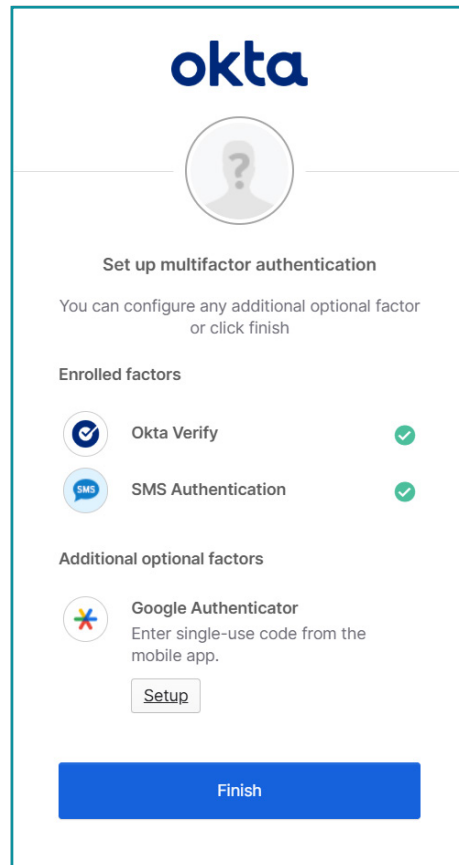 okta
?
Set up multifactor authentication
You can configure any additional optional factor
or click finish
Enrolled factors
Okta Verify
SMS
SMS Authentication
Additional optional factors
Google Authenticator
Enter single-use code from the
mobile app.
Setup
Finish